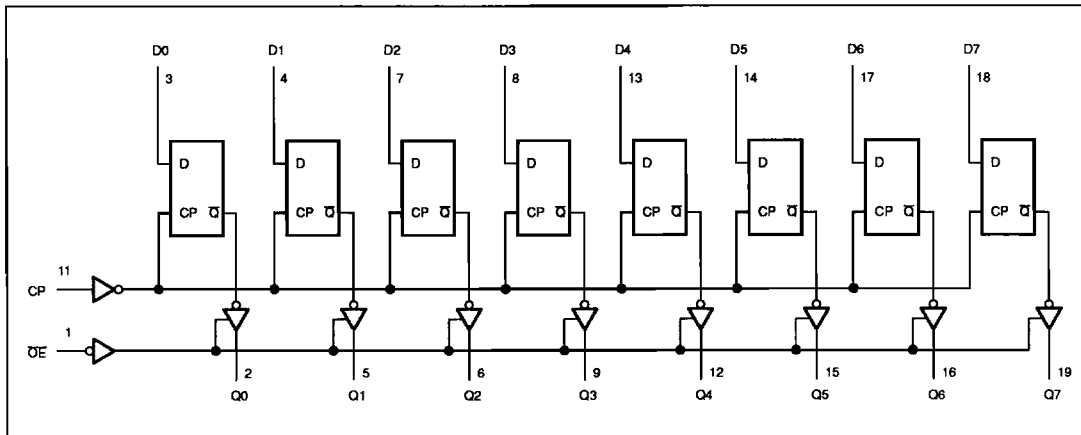 D0 D1 D2 D3 D4 D5 D6 D7
3 4 7 8 13 14 17 18
D D D D D D D D
CP Q̅ CP Q̅ CP Q̅ CP Q̅ CP Q̅ CP Q̅ CP Q̅ CP Q̅
11
CP
1
O̅E̅
2 5 6 9 12 15 16 19
Q0 Q1 Q2 Q3 Q4 Q5 Q6 Q7